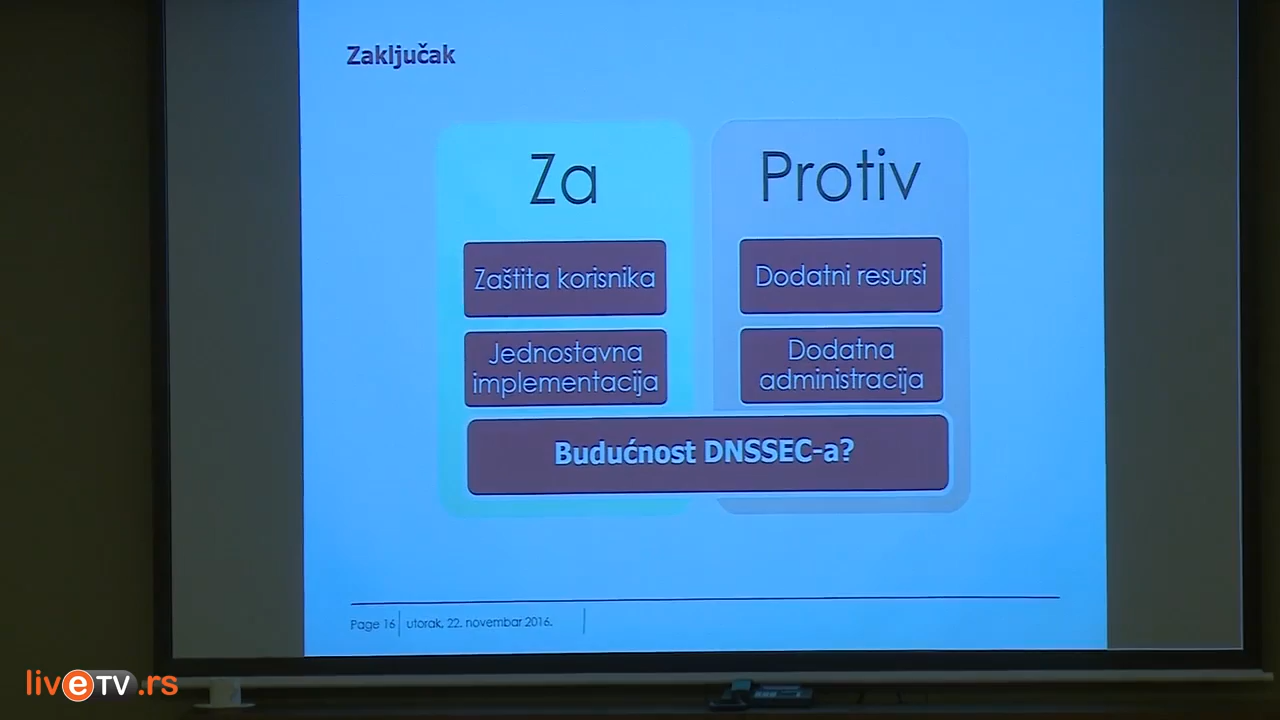 Zaključak
Za
Protiv
Zaštita korisnika
Dodatni resursi
Jednostavna
implementacija
Dodatna
administracija
Budućnost DNSSEC-a?
Page 16
utorak, 22. novembar 2016.
liveTV.rs